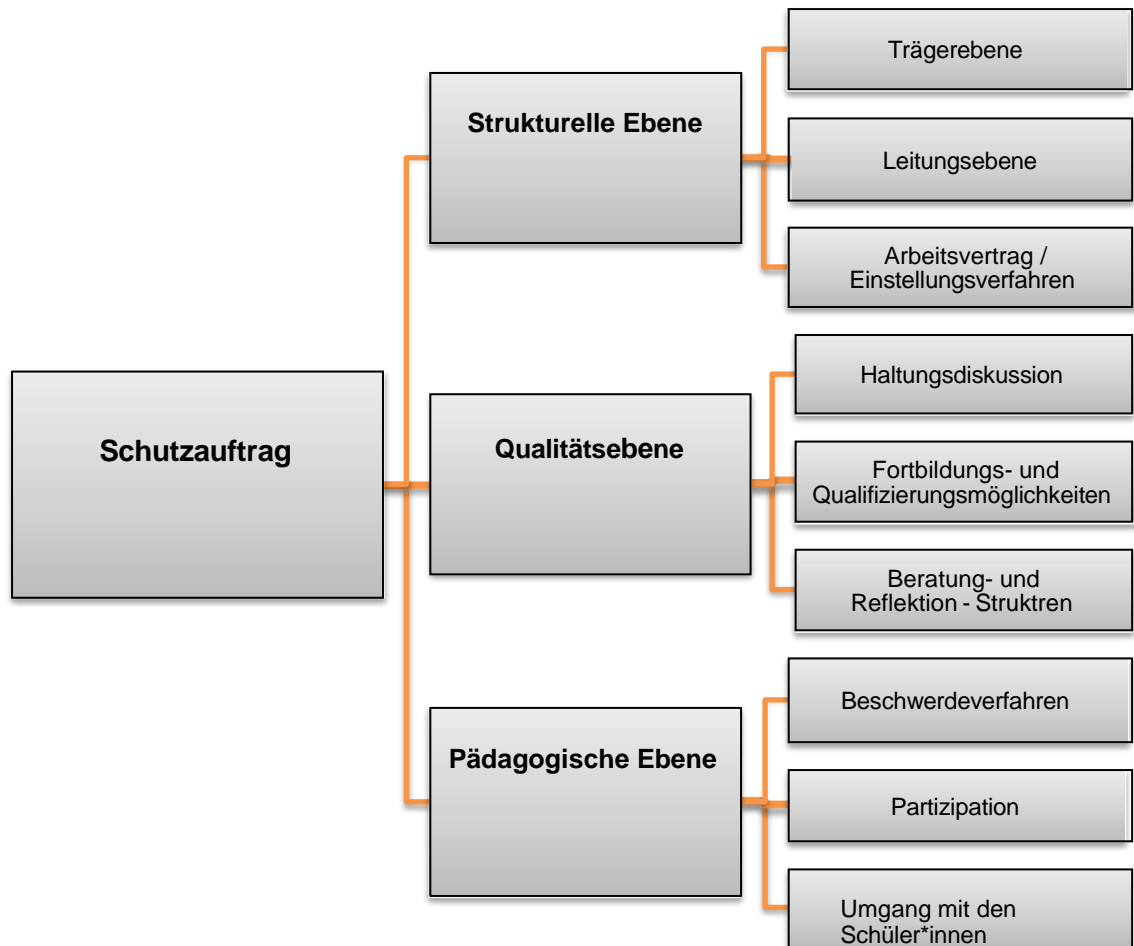 Schutzauftrag
Strukturelle Ebene
Trägerebene
Leitungsebene
Arbeitsvertrag /
Einstellungsverfahren
Qualitätsebene
Haltungsdiskussion
Fortbildungs- und
Qualifizierungsmöglichkeiten
Beratung- und
Reflektion - Struktren
Pädagogische Ebene
Beschwerdeverfahren
Partizipation
Umgang mit den
Schüler*innen